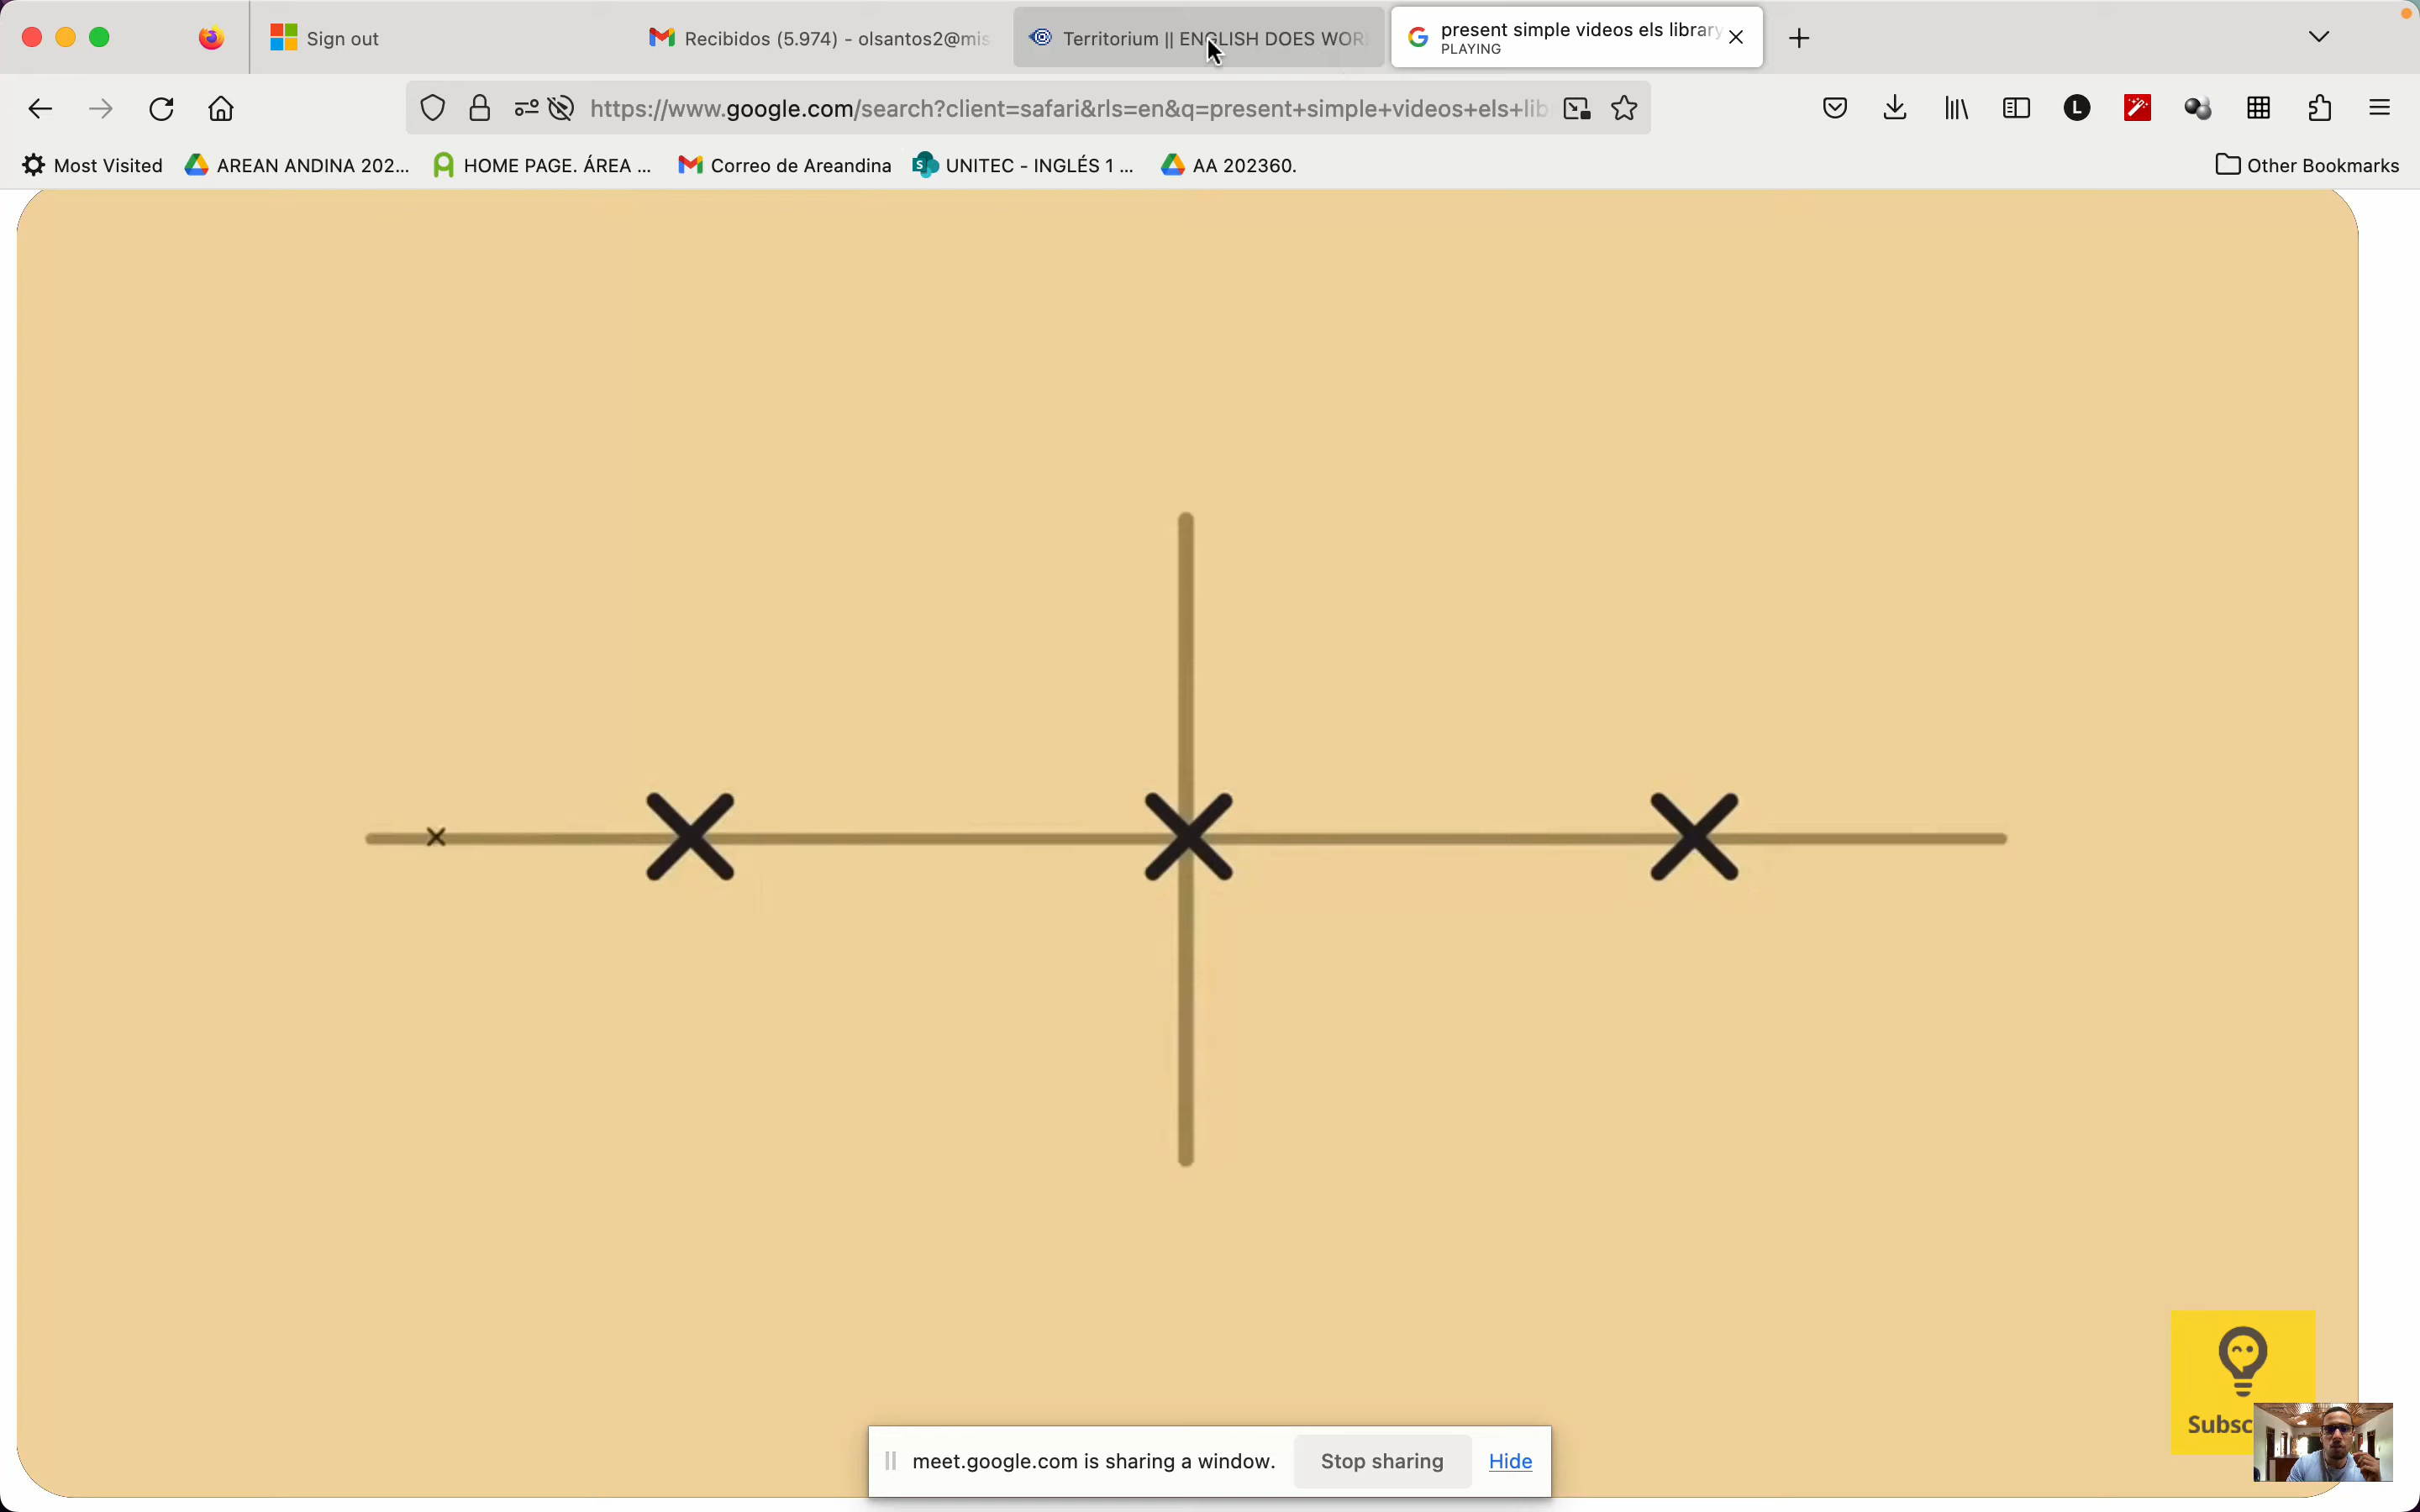 Sign out
Recibidos (5.974) - olsantos2@mis
Territorium || ENGLISH DOES WOR
present simple videos els library
PLAYING
https://www.google.com/search?client=safari&rls=en&q=present+simple+videos+els+lib
L
Most Visited
AREAN ANDINA 202...
HOME PAGE. ÁREA ...
Correo de Areandina
UNITEC - INGLÉS 1 ...
AA 202360.
Other Bookmarks
Subsc
meet.google.com is sharing a window.
Stop sharing
Hide